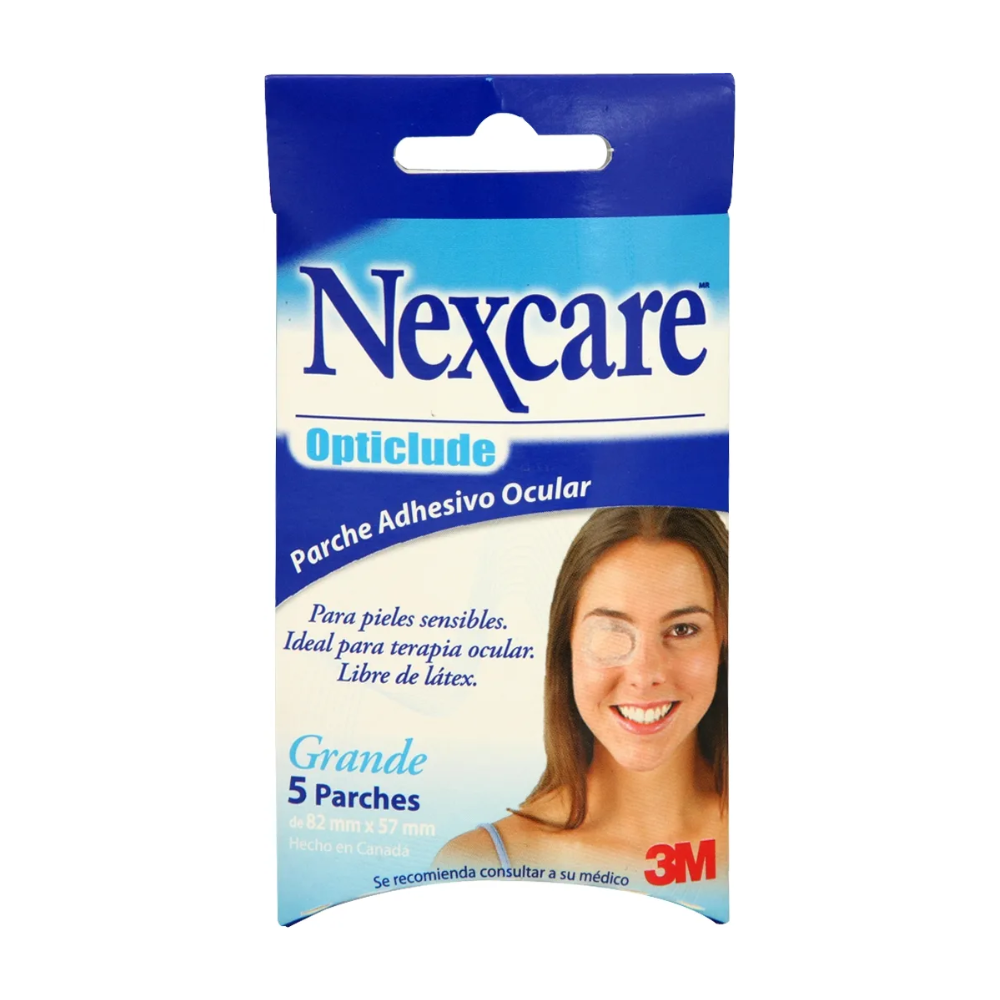 Nexcare MR
Opticlude
Parche Adhesivo Ocular
Para pieles sensibles.
Ideal para terapia ocular.
Libre de látex.
Grande
5 Parches
de 82 mm x 57 mm
Hecho en Canadá
Se recomienda consultar a su médico
3M